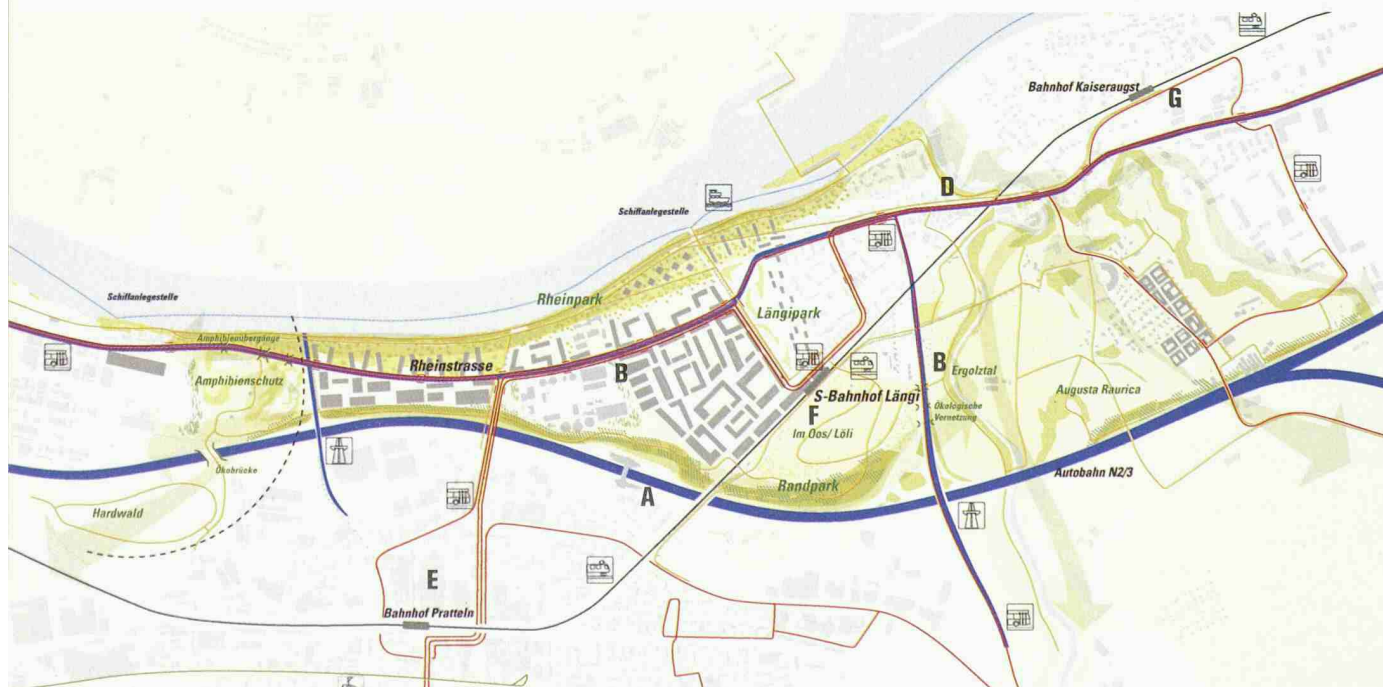 Bahnhof Kaiseraugst
G
D
Schiffanlegestelle
Schiffanlegestelle
Rheinpark
Längipark
Amphibienübergänge
Rheinstrasse
Amphibienschutz
B
B
Ergolztal
S-Bahnhof Längi
Augusta Raurica
Ökologische
Vernetzung
F
Im Oos/ Löli
Ökobrücke
Autobahn N2/3
Randpark
A
Hardwald
E
Bahnhof Pratteln